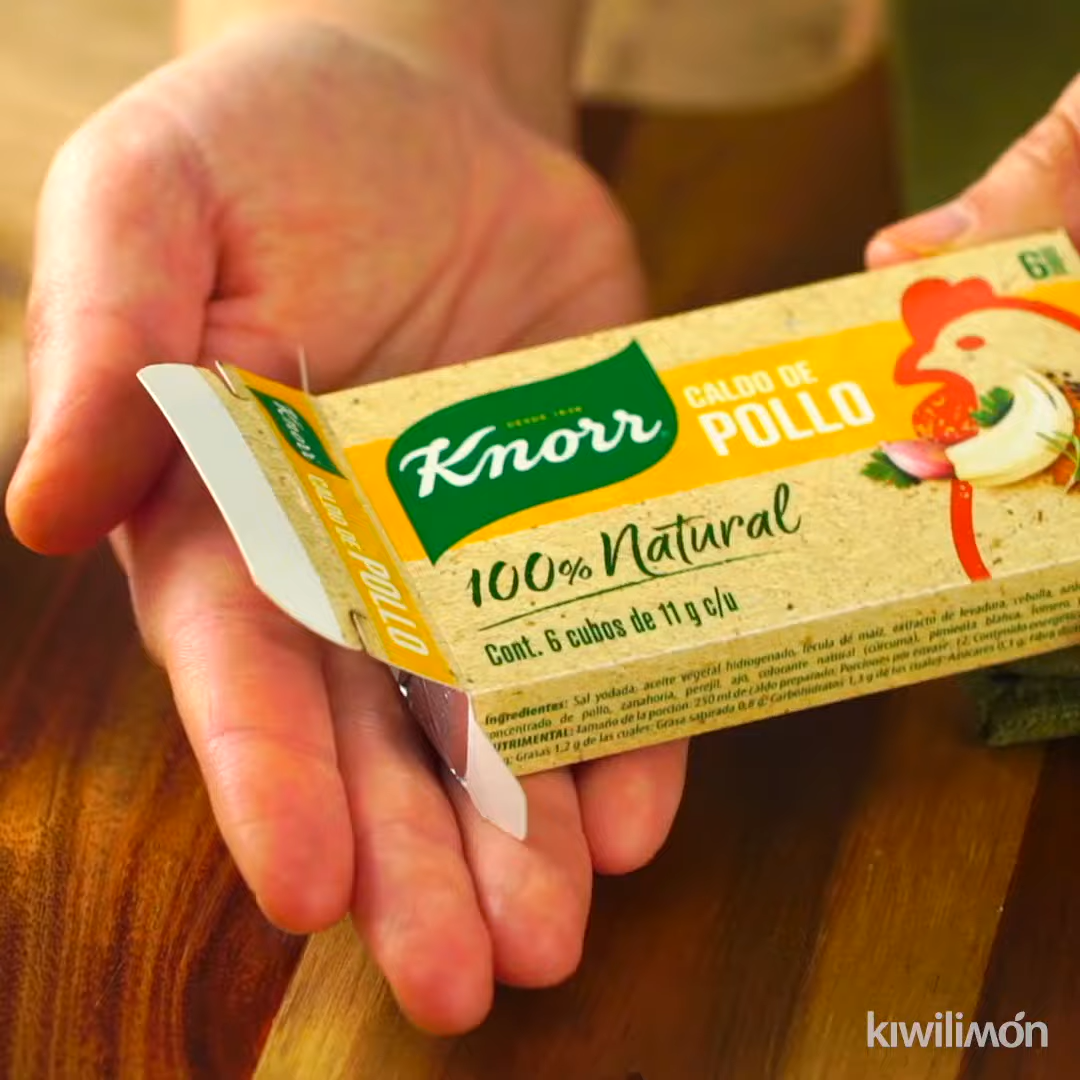 6
DESDE 1838
Knorr
CALDO DE
POLLO
100% Natural
Cont. 6 cubos de 11 g c/u
Knorr
CALDO DE POLLO
Ingredientes: Sal yodada, aceite vegetal hidrogenado, fécula de maíz, extracto de levadura, cebolla,
concentrado de pollo, zanahoria, perejil, ajo, colorante natural (cúrcuma), pimienta blanca, romero,
NUTRIMENTAL: Tamaño de la porción: 250 ml de caldo preparado; Porciones por envase: 12; Contenido
Grasas 1,2 g de las cuales: Grasa saturada 0,8 g; Carbohidratos 1,3 g de los cuales: Azúcares 0,1 g
kiwilimón